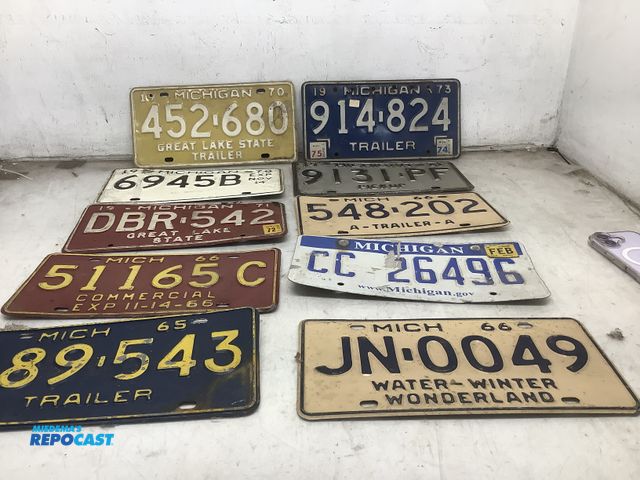 19 MICHIGAN 70
452-680
GREAT LAKE STATE
TRAILER
19 MICHIGAN 73
914-824
75 TRAILER 74
6945B
9131-PF
19 MICHIGAN 71
DBR-542
GREAT LAKE
STATE
72
MICH 66
548-202
A-TRAILER-A
MICH 66
51165 C
COMMERCIAL
EXP 11-14-66
MICHIGAN FEB
CC 26496
www.Michigan.gov
MICH 65
89-543
TRAILER
MICH 66
JN-0049
WATER-WINTER
WONDERLAND
MIEDEMA'S
REPOCAST